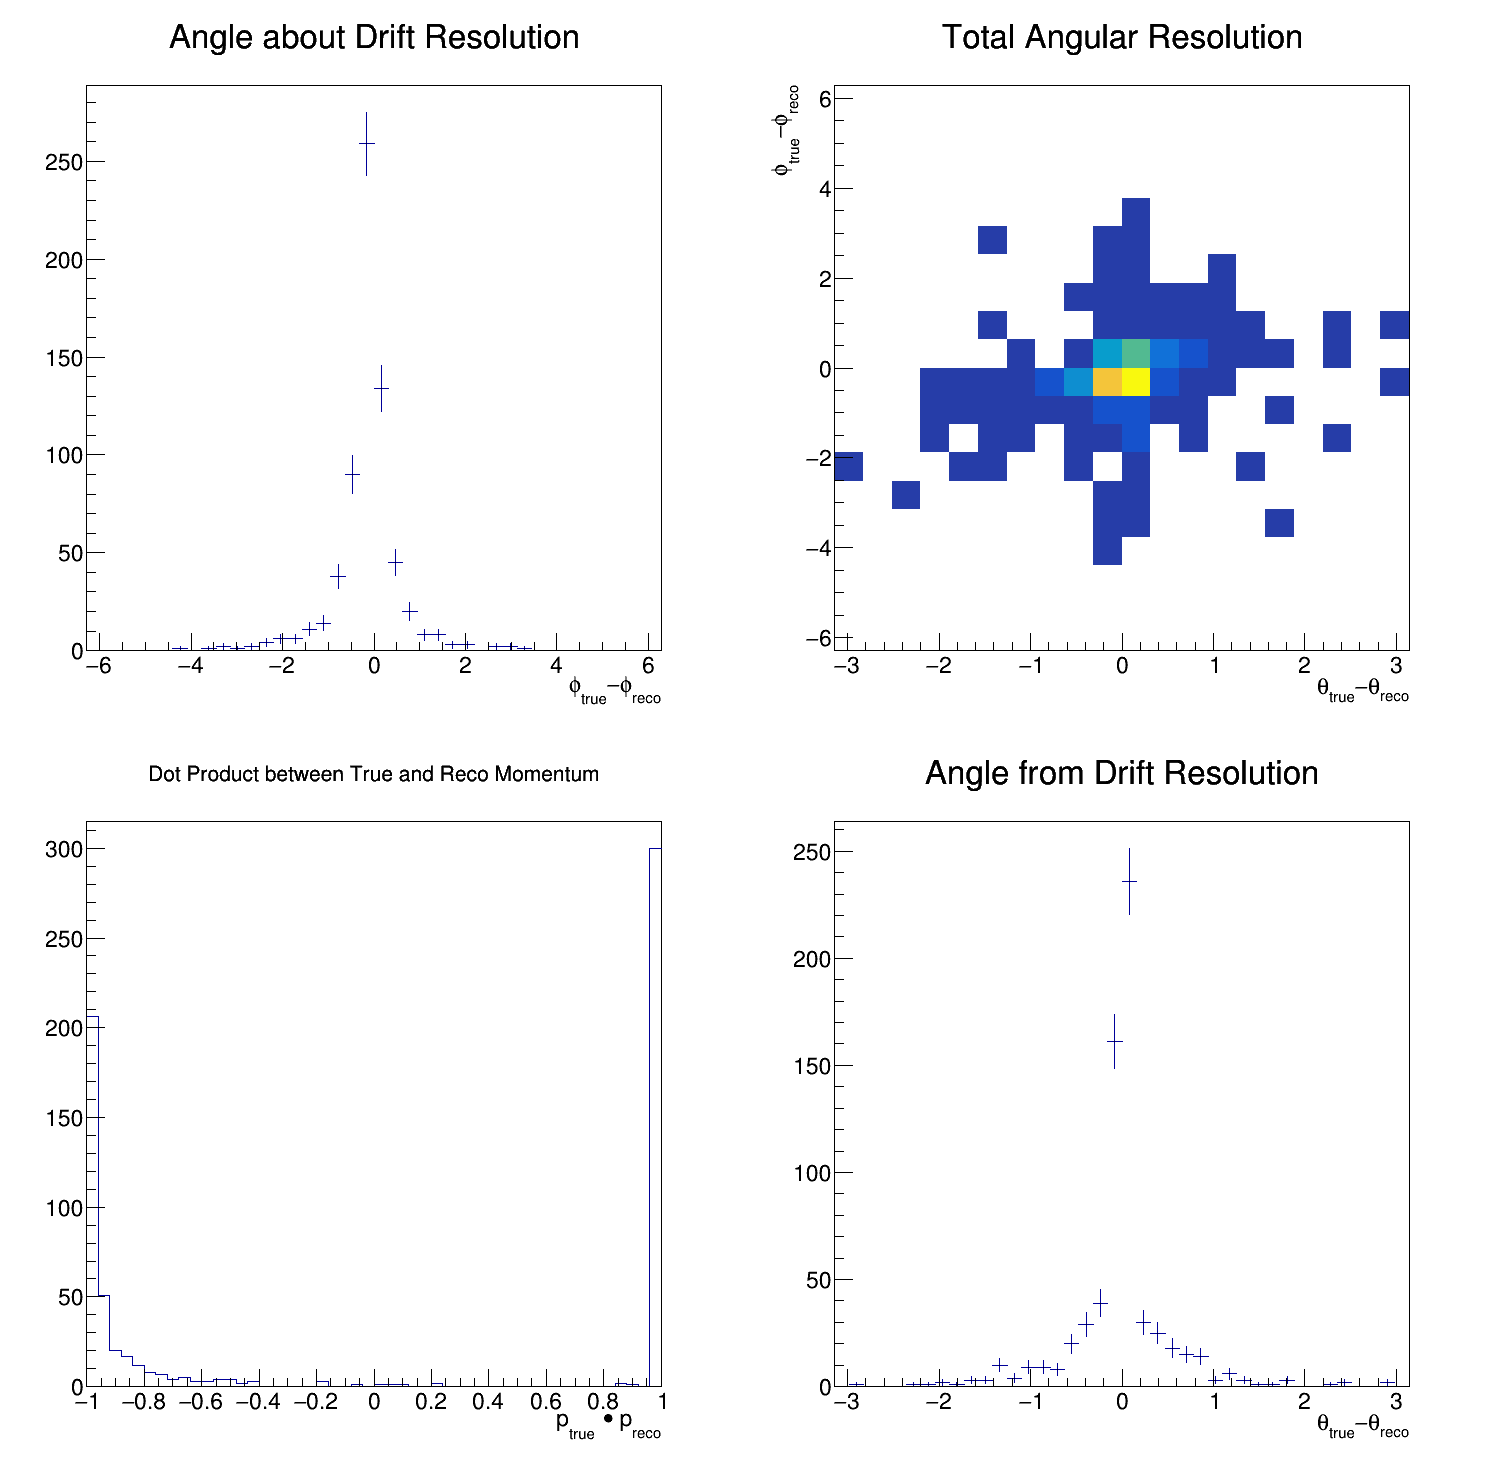 Angle about Drift Resolution
250
200
150
100
50
0
−6 −4 −2 0 2 4 6
ϕtrue−ϕreco
Total Angular Resolution
ϕtrue−ϕreco
6
4
2
0
−2
−4
−6
−3 −2 −1 0 1 2 3
θtrue−θreco
Dot Product between True and Reco Momentum
300
250
200
150
100
50
0
−1 −0.8 −0.6 −0.4 −0.2 0 0.2 0.4 0.6 0.8 1
ptrue • preco
Angle from Drift Resolution
250
200
150
100
50
0
−3 −2 −1 0 1 2 3
θtrue−θreco